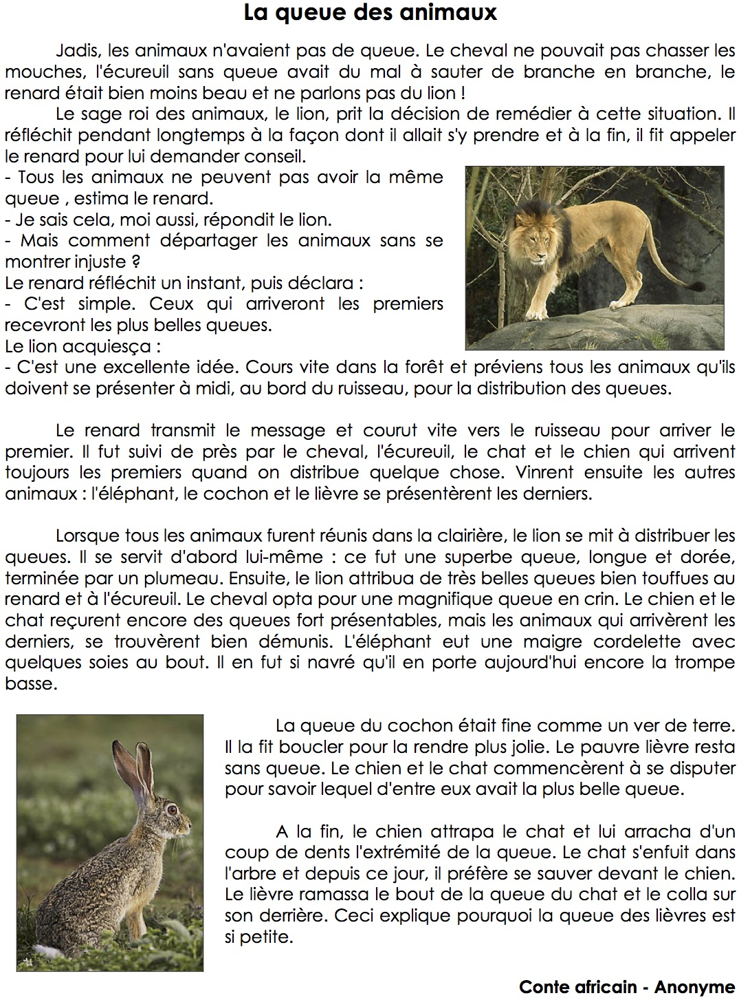 La queue des animaux
Jadis, les animaux n'avaient pas de queue. Le cheval ne pouvait pas chasser les
mouches, l'écureuil sans queue avait du mal à sauter de branche en branche, le
renard était bien moins beau et ne parlons pas du lion !
Le sage roi des animaux, le lion, prit la décision de remédier à cette situation. Il
réfléchit pendant longtemps à la façon dont il allait s'y prendre et à la fin, il fit appeler
le renard pour lui demander conseil.
- Tous les animaux ne peuvent pas avoir la même
queue , estima le renard.
- Je sais cela, moi aussi, répondit le lion.
- Mais comment départager les animaux sans se
montrer injuste ?
Le renard réfléchit un instant, puis déclara :
- C'est simple. Ceux qui arriveront les premiers
recevront les plus belles queues.
Le lion acquiesça :
- C'est une excellente idée. Cours vite dans la forêt et préviens tous les animaux qu'ils
doivent se présenter à midi, au bord du ruisseau, pour la distribution des queues.
Le renard transmit le message et courut vite vers le ruisseau pour arriver le
premier. Il fut suivi de près par le cheval, l'écureuil, le chat et le chien qui arrivent
toujours les premiers quand on distribue quelque chose. Vinrent ensuite les autres
animaux : l'éléphant, le cochon et le lièvre se présentèrent les derniers.
Lorsque tous les animaux furent réunis dans la clairière, le lion se mit à distribuer les
queues. Il se servit d'abord lui-même : ce fut une superbe queue, longue et dorée,
terminée par un plumeau. Ensuite, le lion attribua de très belles queues bien touffues au
renard et à l'écureuil. Le cheval opta pour une magnifique queue en crin. Le chien et le
chat reçurent encore des queues fort présentables, mais les animaux qui arrivèrent les
derniers, se trouvèrent bien démunis. L'éléphant eut une maigre cordelette avec
quelques soies au bout. Il en fut si navré qu'il en porte aujourd'hui encore la trompe
basse.
La queue du cochon était fine comme un ver de terre.
Il la fit boucler pour la rendre plus jolie. Le pauvre lièvre resta
sans queue. Le chien et le chat commencèrent à se disputer
pour savoir lequel d'entre eux avait la plus belle queue.
A la fin, le chien attrapa le chat et lui arracha d'un
coup de dents l'extrémité de la queue. Le chat s'enfuit dans
l'arbre et depuis ce jour, il préfère se sauver devant le chien.
Le lièvre ramassa le bout de la queue du chat et le colla sur
son derrière. Ceci explique pourquoi la queue des lièvres est
si petite.
Conte africain - Anonyme